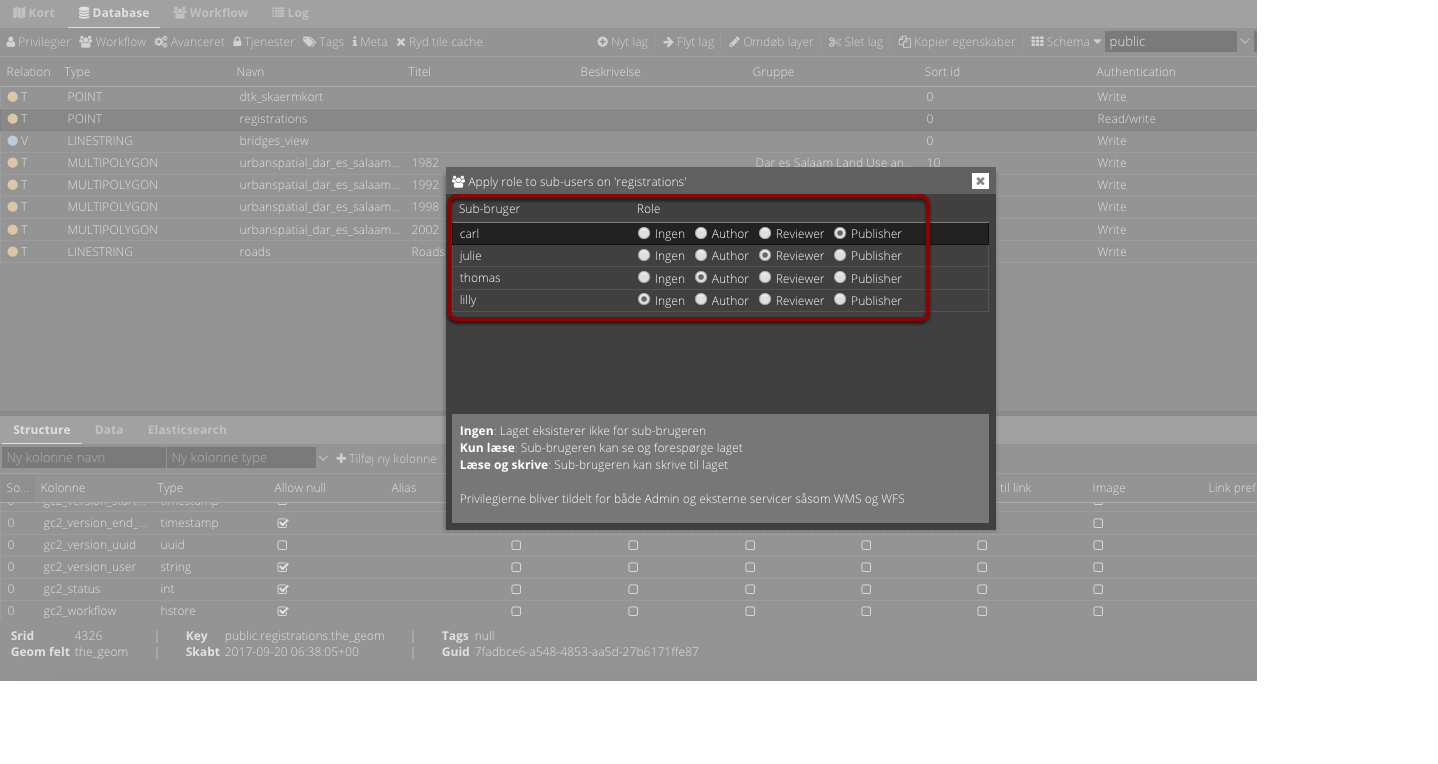 Kort Database Workflow Log
Privilegier Workflow Avanceret Tjenester Tags Meta Ryd tile cache Nyt lag Flyt lag Omdøb layer Slet lag Kopier egenskaber Schema public
Relation Type Navn Titel Beskrivelse Gruppe Sort id Authentication
T POINT dtk_skaermkort 0 Write
T POINT registrations 0 Read/write
V LINESTRING bridges_view 0 Write
T MULTIPOLYGON urbanspatial_dar_es_salaam... 1982 Dar es Salaam Land Use an... 10 Write
T MULTIPOLYGON urbanspatial_dar_es_salaam... 1992 Write
T MULTIPOLYGON urbanspatial_dar_es_salaam... 1998 Write
T MULTIPOLYGON urbanspatial_dar_es_salaam... 2002 Write
T LINESTRING roads Roads Write
Apply role to sub-users on 'registrations'
Sub-bruger Role
carl Ingen Author Reviewer Publisher
julie Ingen Author Reviewer Publisher
thomas Ingen Author Reviewer Publisher
lilly Ingen Author Reviewer Publisher
Ingen: Laget eksisterer ikke for sub-brugeren
Kun læse: Sub-brugeren kan se og forespørge laget
Læse og skrive: Sub-brugeren kan skrive til laget
Privilegierne bliver tildelt for både Admin og eksterne servicer såsom WMS og WFS
Structure Data Elasticsearch
Ny kolonne navn Ny kolonne type Tilføj ny kolonne
So... Kolonne Type Allow null Alias til link Image Link pref
0 gc2_version_start... timestamp
0 gc2_version_end_... timestamp
0 gc2_version_uuid uuid
0 gc2_version_user string
0 gc2_status int
0 gc2_workflow hstore
Srid 4326 | Key public.registrations.the_geom | Tags null
Geom felt the_geom | Skabt 2017-09-20 06:38:05+00 | Guid 7fadbce6-a548-4853-aa5d-27b6171ffe87